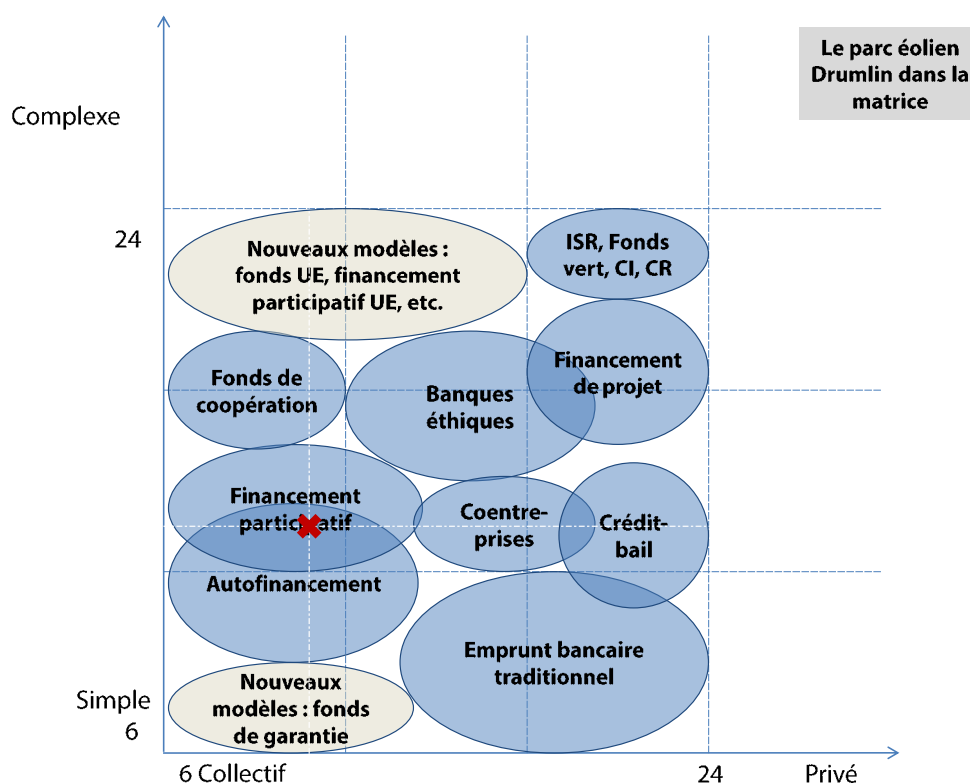 Le parc éolien
Drumlin dans la
matrice
Complexe
24
Nouveaux modèles :
fonds UE, financement
participatif UE, etc.
ISR, Fonds
vert, CI, CR
Fonds de
coopération
Banques
éthiques
Financement
de projet
Financement
participatif
Coentre-
prises
Crédit-
bail
Autofinancement
Emprunt bancaire
traditionnel
Simple
6
Nouveaux
modèles : fonds
de garantie
6 Collectif
24
Privé